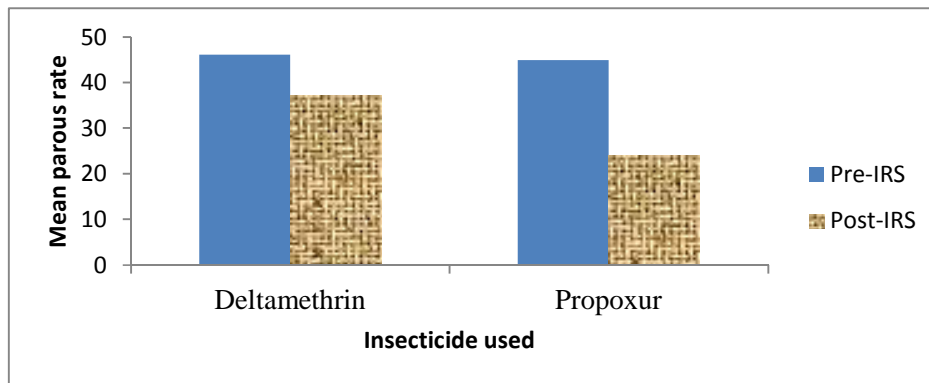 50
40
30
20
10
0
Mean parous rate
Deltamethrin
Propoxur
Insecticide used
Pre-IRS
Post-IRS